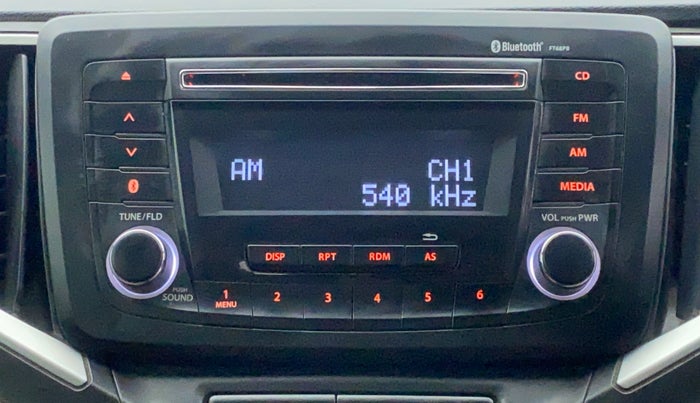 Bluetooth® FT68PB
CD
FM
AM
MEDIA
AM CH1
540 kHz
TUNE/FLD
PUSH
SOUND
VOL PUSH PWR
DISP RPT RDM AS
1 2 3 4 5 6
MENU